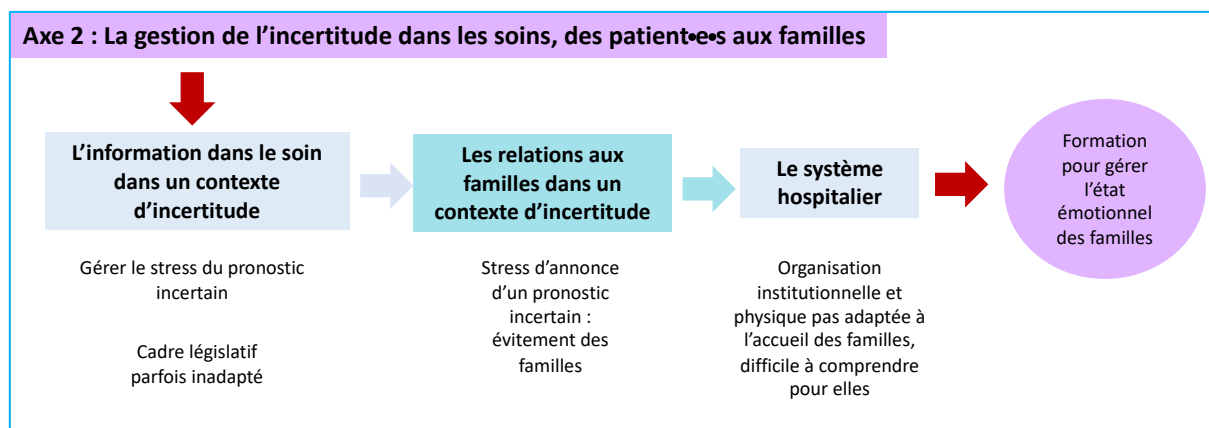 Axe 2 : La gestion de l’incertitude dans les soins, des patient•e•s aux familles
L’information dans le soin
dans un contexte
d’incertitude
Gérer le stress du pronostic
incertain
Cadre législatif
parfois inadapté
Les relations aux
familles dans un
contexte d’incertitude
Stress d’annonce
d’un pronostic
incertain :
évitement des
familles
Le système
hospitalier
Organisation
institutionnelle et
physique pas adaptée à
l’accueil des familles,
difficile à comprendre
pour elles
Formation
pour gérer
l’état
émotionnel
des familles